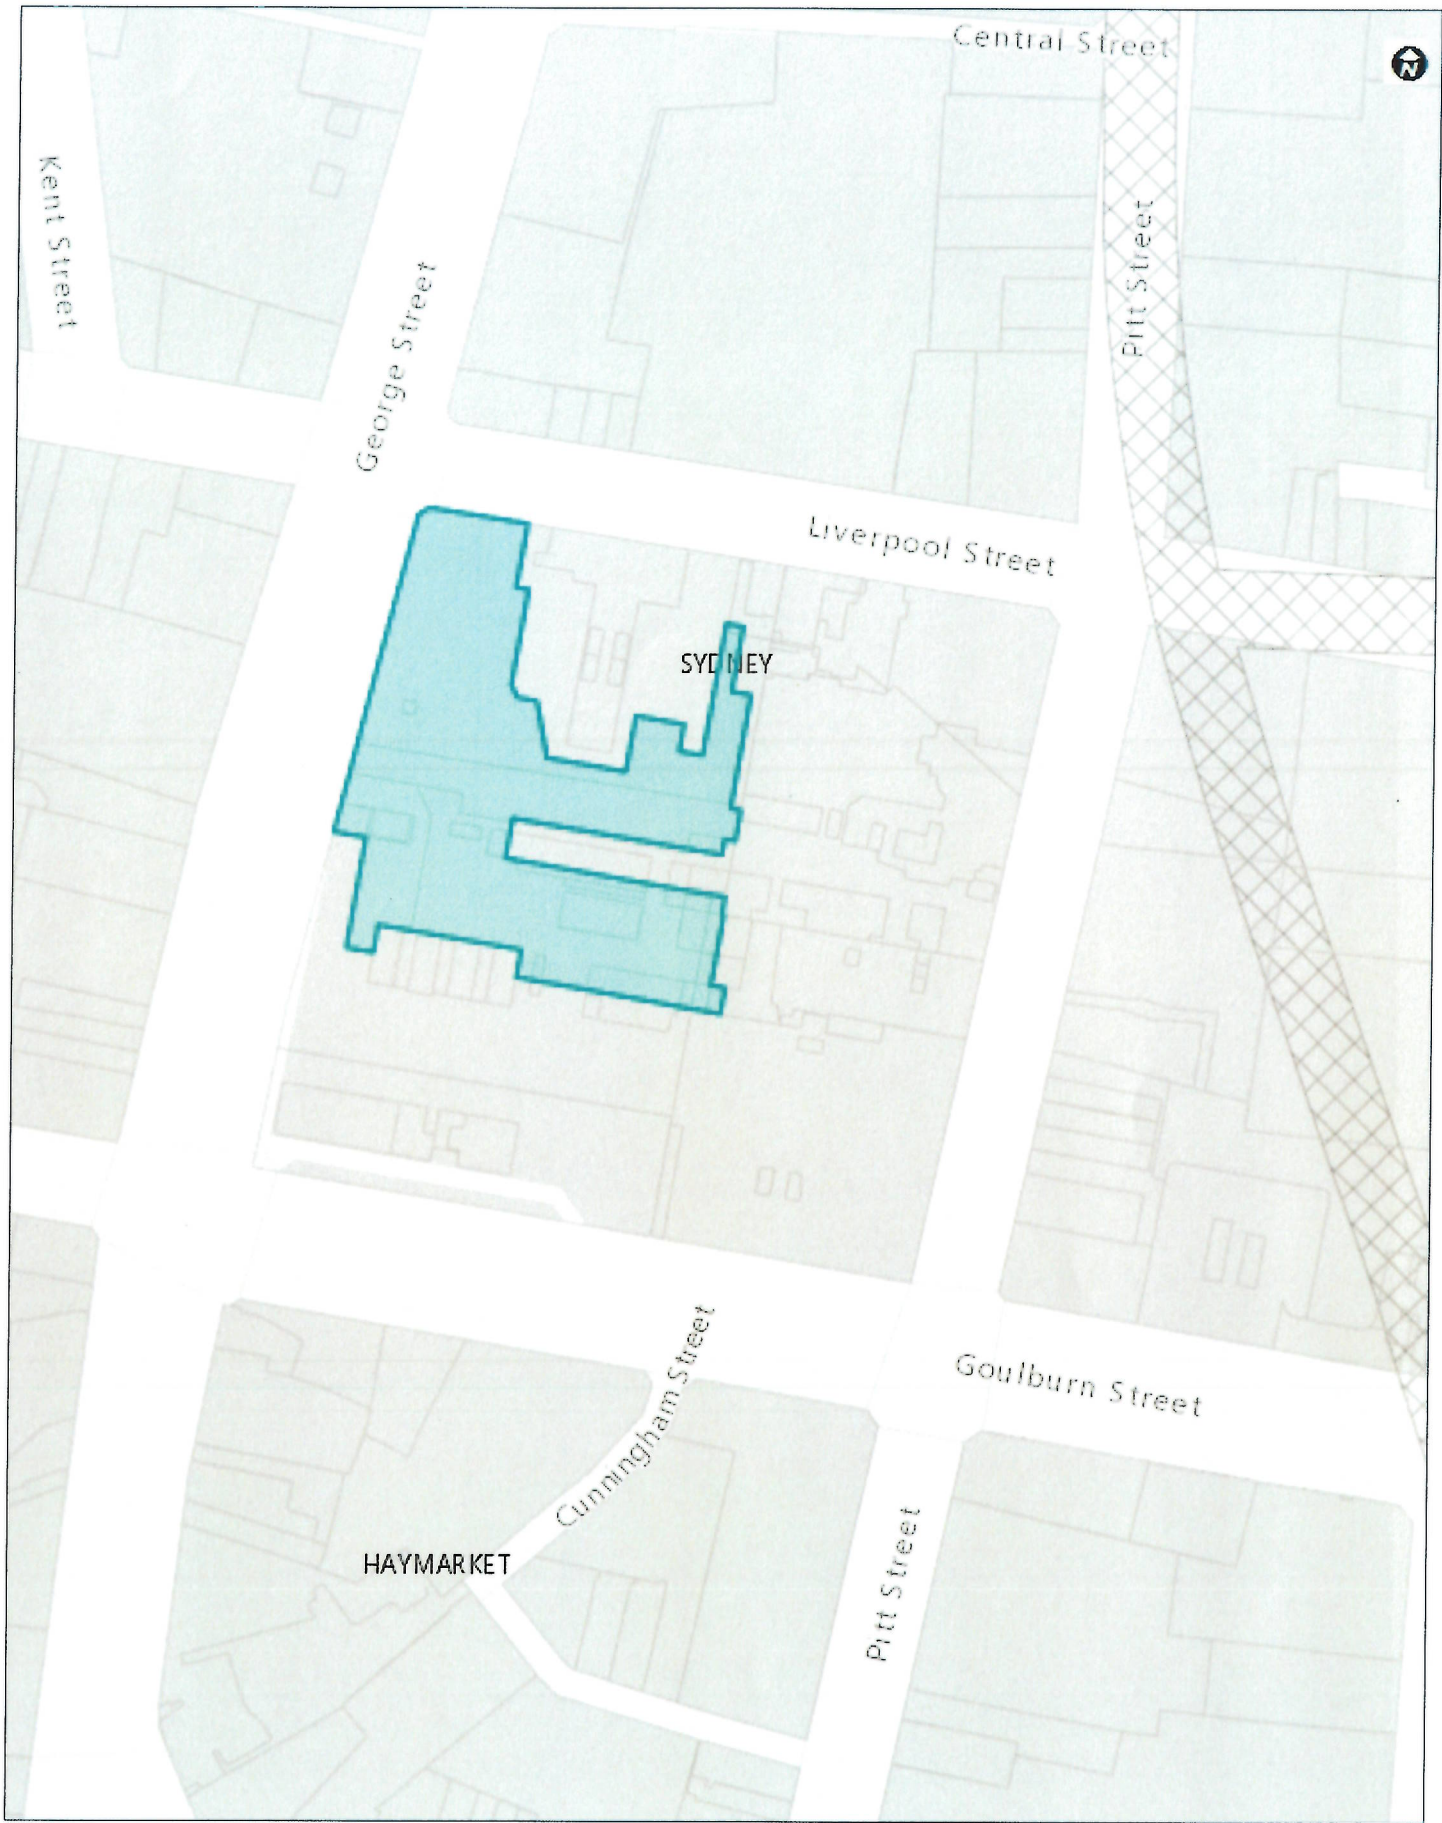 Central Street
N
Kent Street
Pitt Street
George Street
Liverpool Street
SYDNEY
Goulburn Street
Cunningham Street
Pitt Street
HAYMARKET